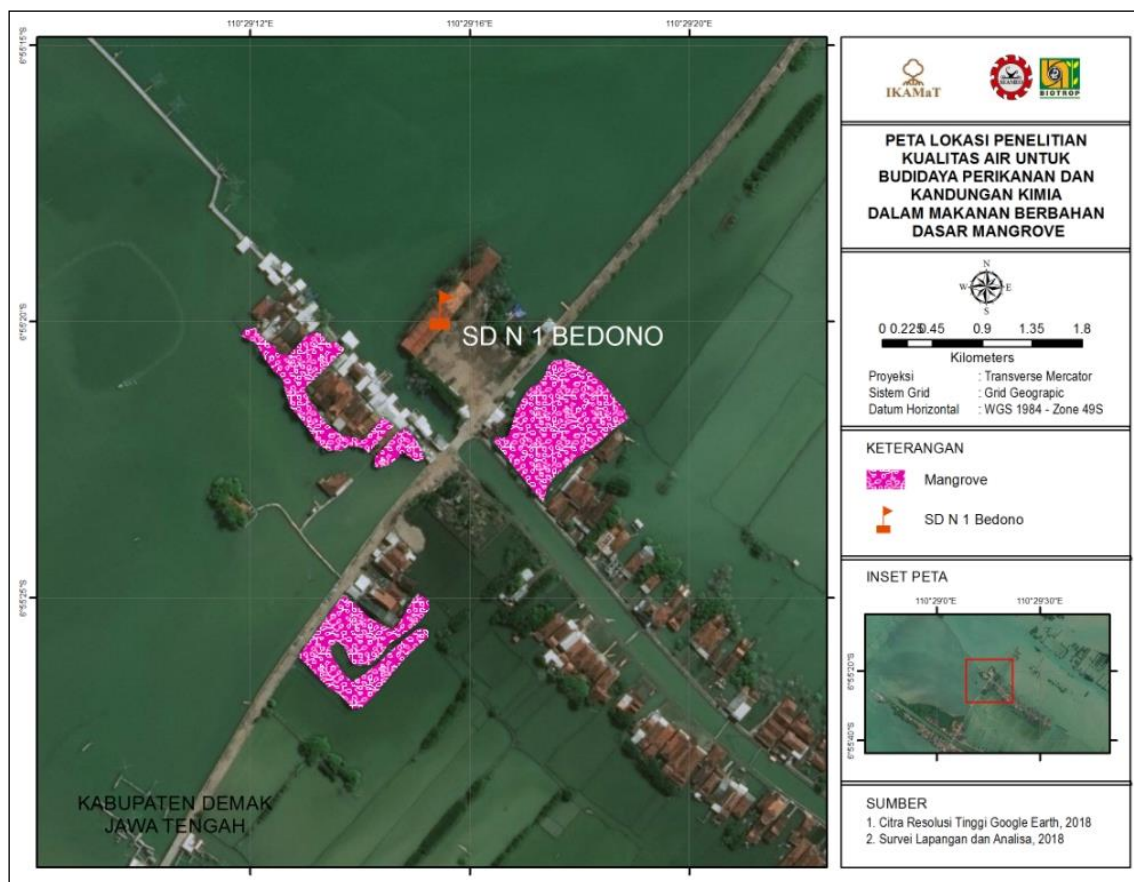 110°29'12"E
110°29'16"E
110°29'20"E
6°55'15"S
6°55'20"S
6°55'25"S
SD N 1 BEDONO
KABUPATEN DEMAK
JAWA TENGAH
IKAMaT
BIOTROP
PETA LOKASI PENELITIAN
KUALITAS AIR UNTUK
BUDIDAYA PERIKANAN DAN
KANDUNGAN KIMIA
DALAM MAKANAN BERBAHAN
DASAR MANGROVE
N
W E
S
0 0.225 0.45 0.9 1.35 1.8
Kilometers
Proyeksi : Transverse Mercator
Sistem Grid : Grid Geograpic
Datum Horizontal : WGS 1984 - Zone 49S
KETERANGAN
Mangrove
SD N 1 Bedono
INSET PETA
110°29'0"E 110°29'30"E
6°55'20"S
6°55'40"S
SUMBER
1. Citra Resolusi Tinggi Google Earth, 2018
2. Survei Lapangan dan Analisa, 2018